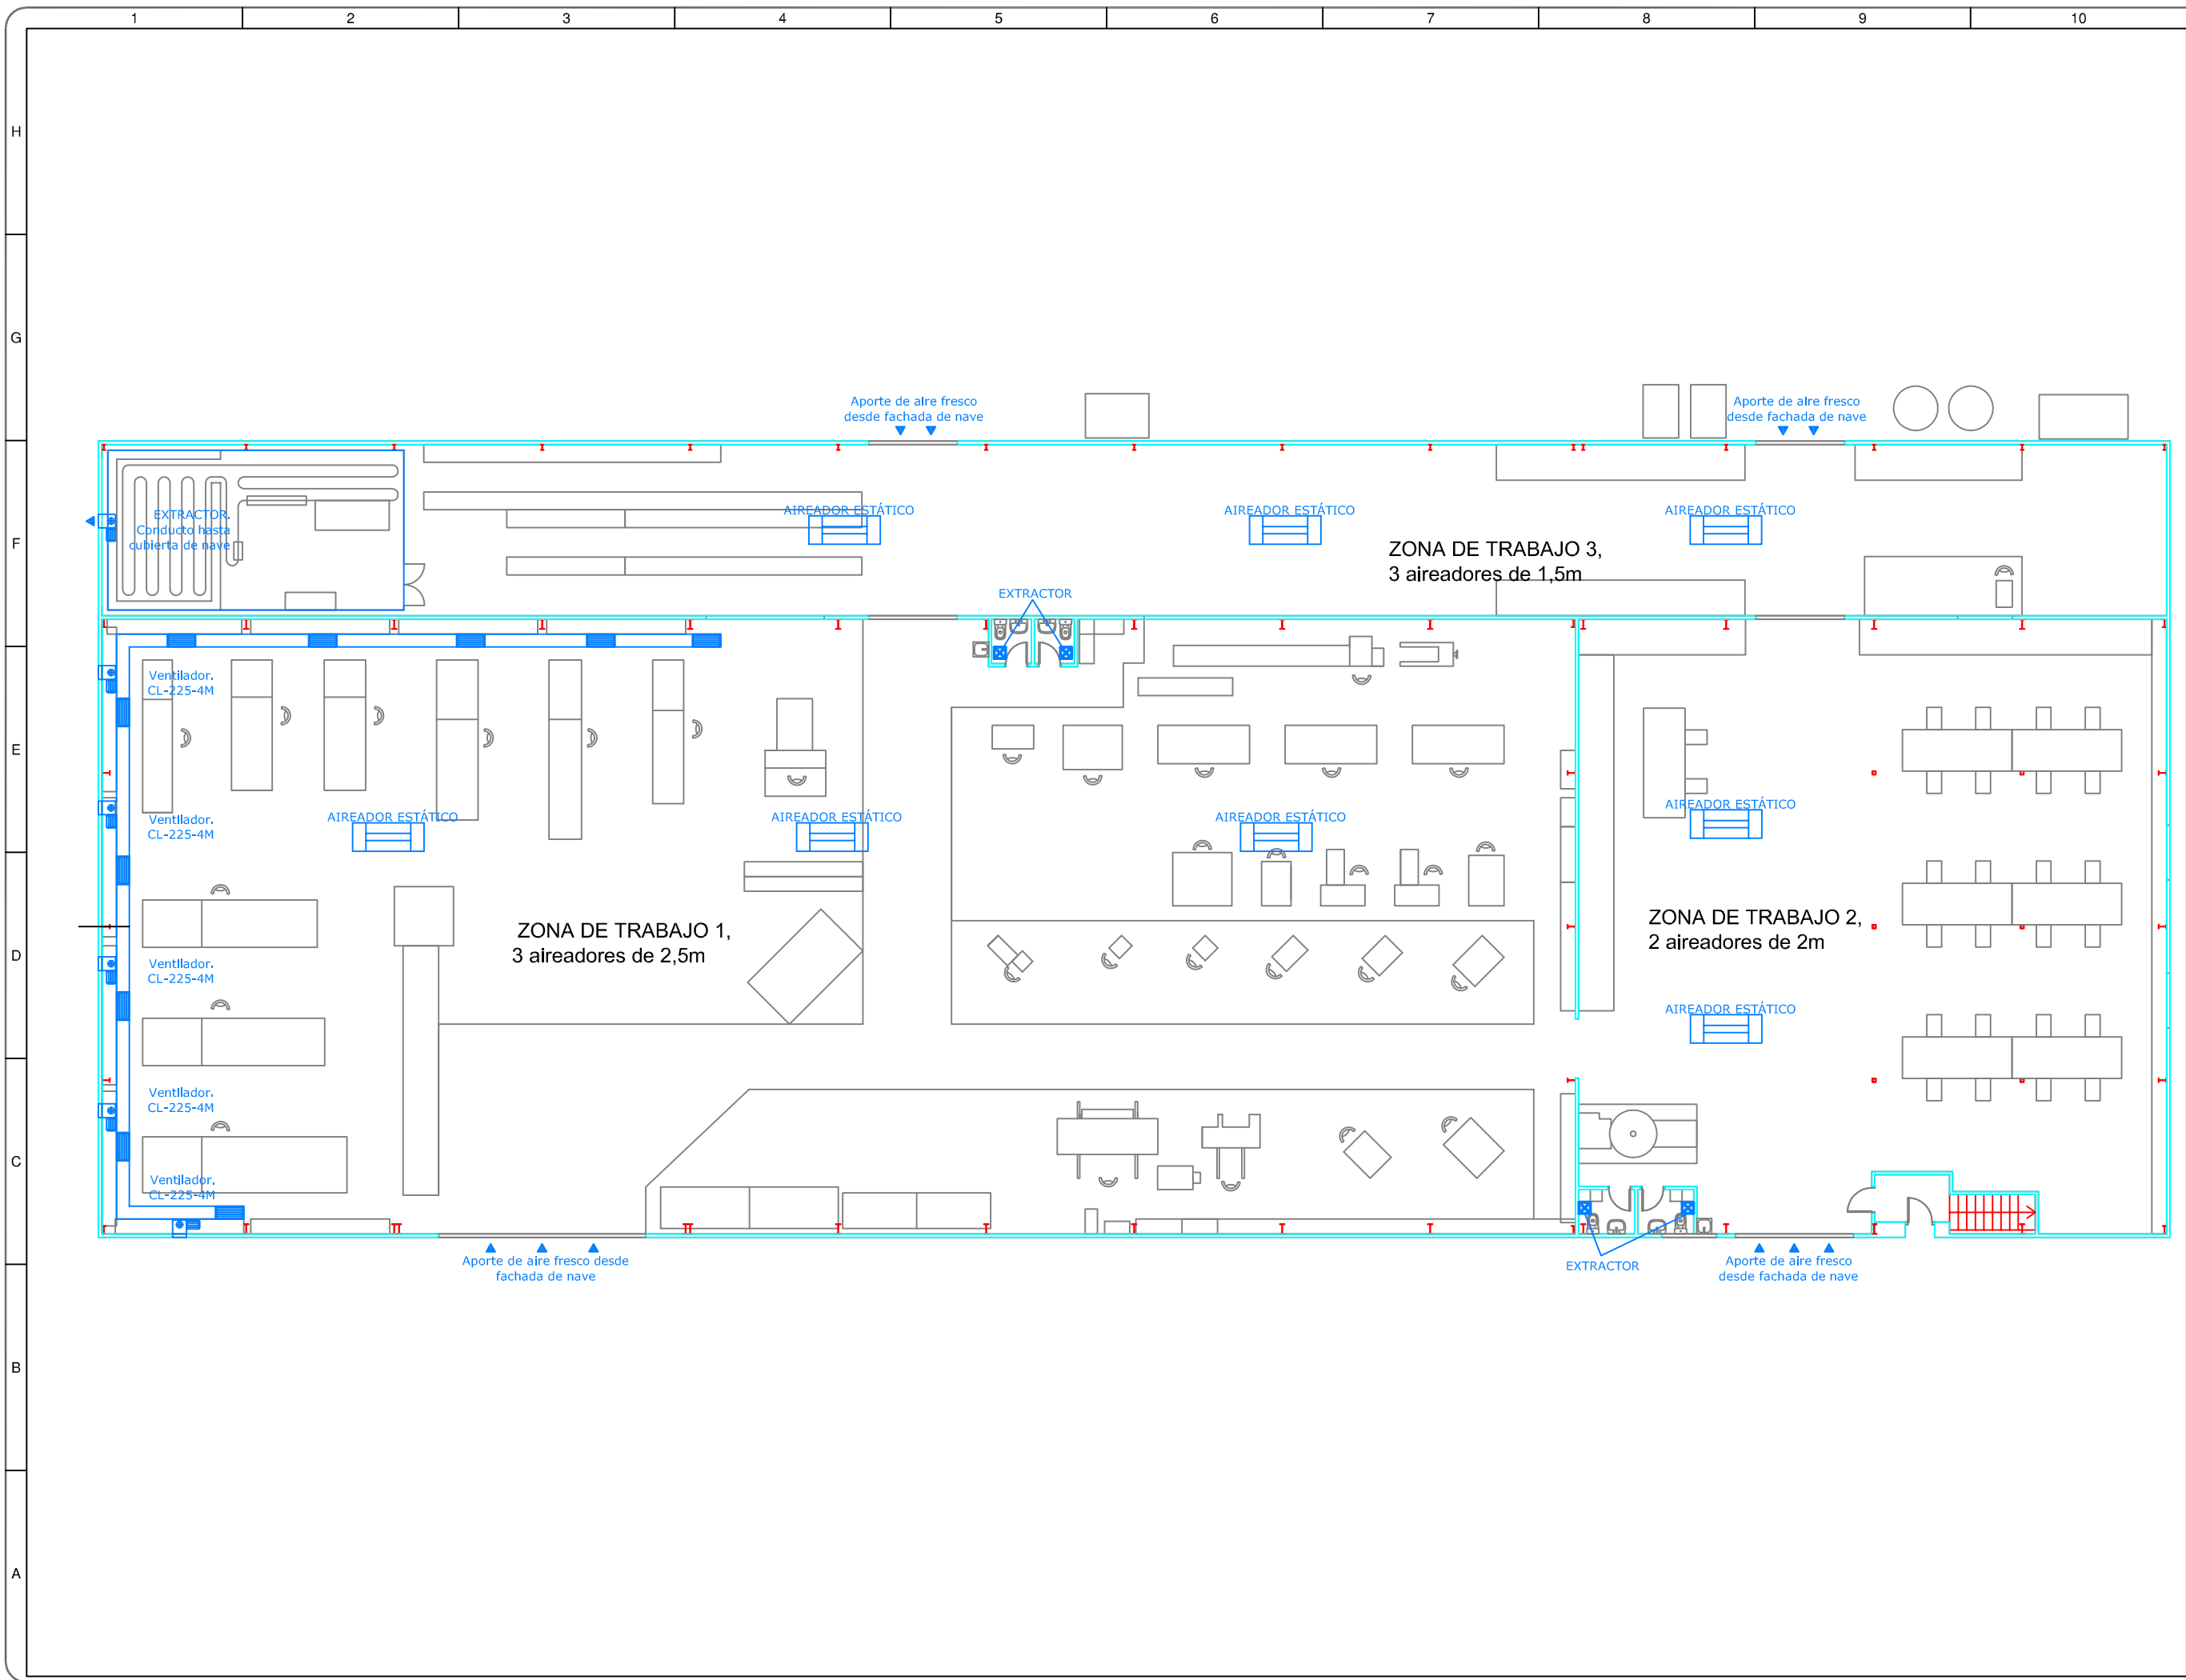 1 2 3 4 5 6 7 8 9 10
H
G
F
E
D
C
B
A
Aporte de aire fresco
desde fachada de nave
Aporte de aire fresco
desde fachada de nave
EXTRACTOR.
Conducto hasta
cubierta de nave
AIREADOR ESTÁTICO
AIREADOR ESTÁTICO
AIREADOR ESTÁTICO
ZONA DE TRABAJO 3,
3 aireadores de 1,5m
EXTRACTOR
Ventilador.
CL-225-4M
Ventilador.
CL-225-4M
AIREADOR ESTÁTICO
AIREADOR ESTÁTICO
AIREADOR ESTÁTICO
AIREADOR ESTÁTICO
ZONA DE TRABAJO 1,
3 aireadores de 2,5m
ZONA DE TRABAJO 2,
2 aireadores de 2m
Ventilador.
CL-225-4M
AIREADOR ESTÁTICO
Ventilador.
CL-225-4M
Ventilador.
CL-225-4M
Aporte de aire fresco desde
fachada de nave
EXTRACTOR
Aporte de aire fresco
desde fachada de nave